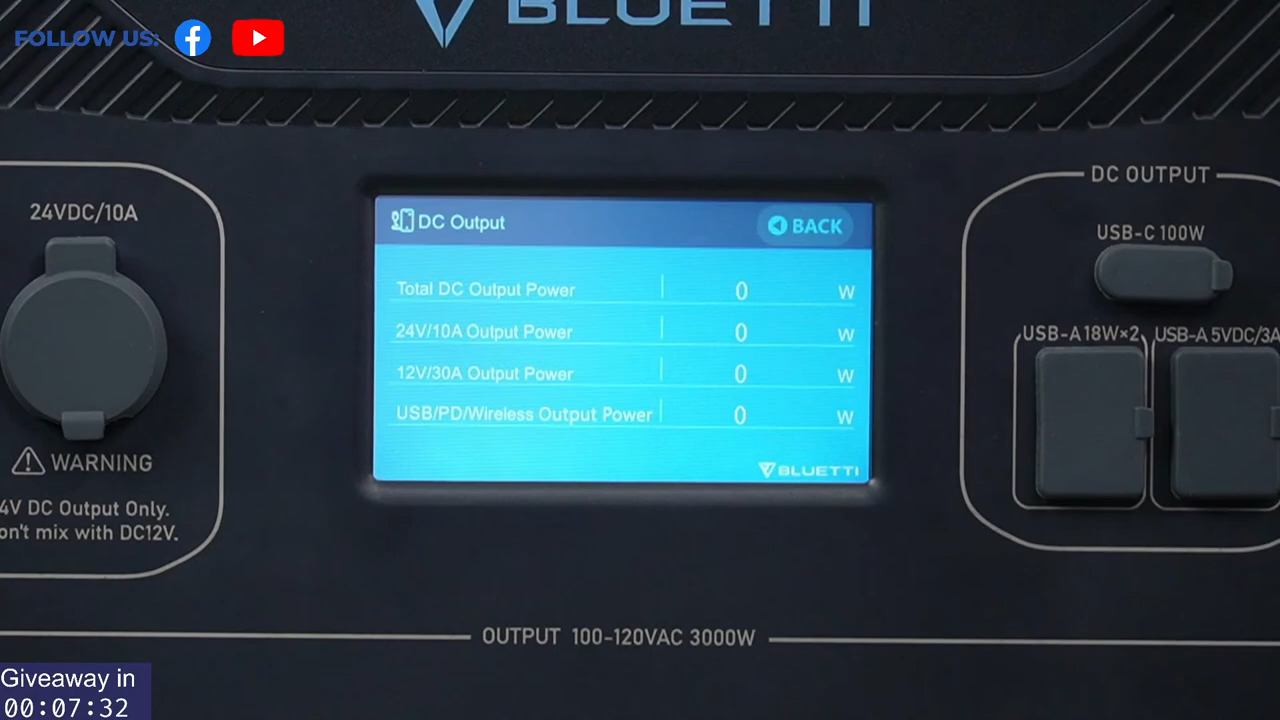 BLUETTI
FOLLOW US:
24VDC/10A
WARNING
4V DC Output Only.
on't mix with DC12V.
DC Output
BACK
Total DC Output Power 0 W
24V/10A Output Power 0 W
12V/30A Output Power 0 W
USB/PD/Wireless Output Power 0 W
BLUETTI
DC OUTPUT
USB-C 100W
USB-A 18W×2
USB-A 5VDC/3A
OUTPUT 100-120VAC 3000W
Giveaway in
00:07:32